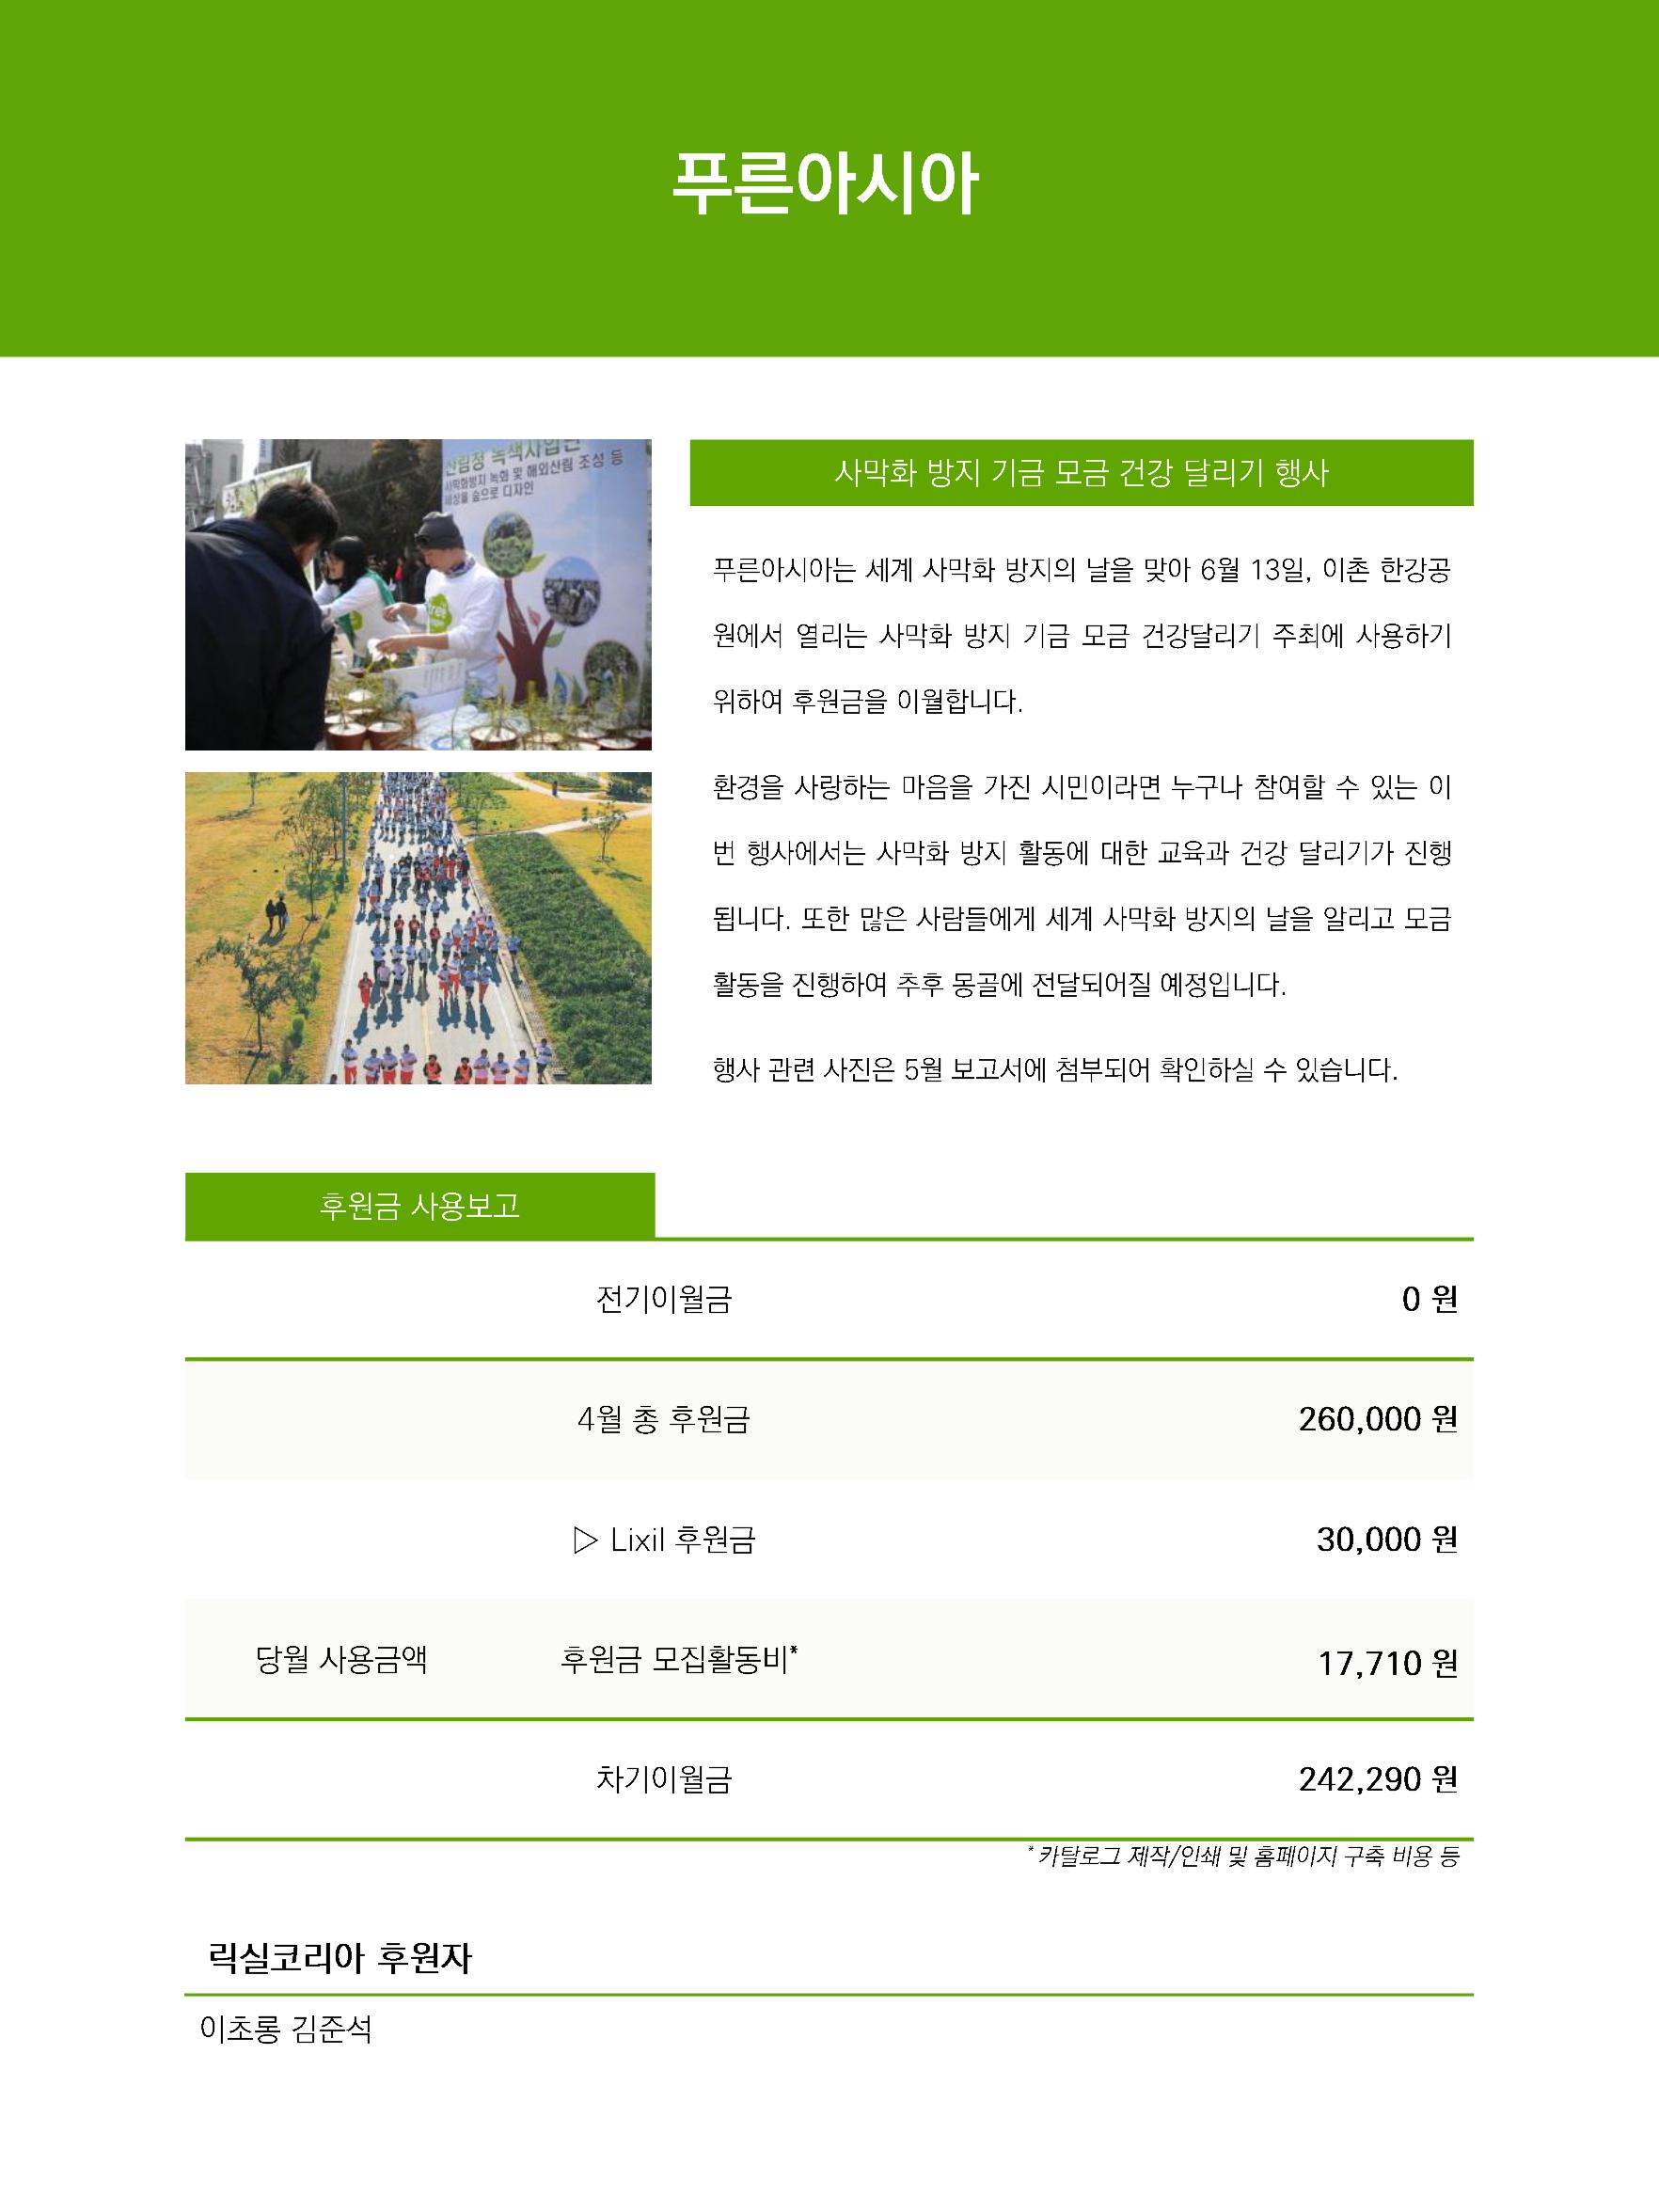 푸른아시아
산림청 녹색사업단
사막화방지 녹화 및 해외산림 조성 등
세상을 숲으로 디자인
사막화 방지 기금 모금 건강 달리기 행사
푸른아시아는 세계 사막화 방지의 날을 맞아 6월 13일, 이촌 한강공
원에서 열리는 사막화 방지 기금 모금 건강달리기 주최에 사용하기
위하여 후원금을 이월합니다.
환경을 사랑하는 마음을 가진 시민이라면 누구나 참여할 수 있는 이
번 행사에서는 사막화 방지 활동에 대한 교육과 건강 달리기가 진행
됩니다. 또한 많은 사람들에게 세계 사막화 방지의 날을 알리고 모금
활동을 진행하여 추후 몽골에 전달되어질 예정입니다.
행사 관련 사진은 5월 보고서에 첨부되어 확인하실 수 있습니다.
후원금 사용보고
전기이월금 0 원
4월 총 후원금 260,000 원
▷ Lixil 후원금 30,000 원
당월 사용금액 후원금 모집활동비* 17,710 원
차기이월금 242,290 원
* 카탈로그 제작/인쇄 및 홈페이지 구축 비용 등
릭실코리아 후원자
이초롱 김준석